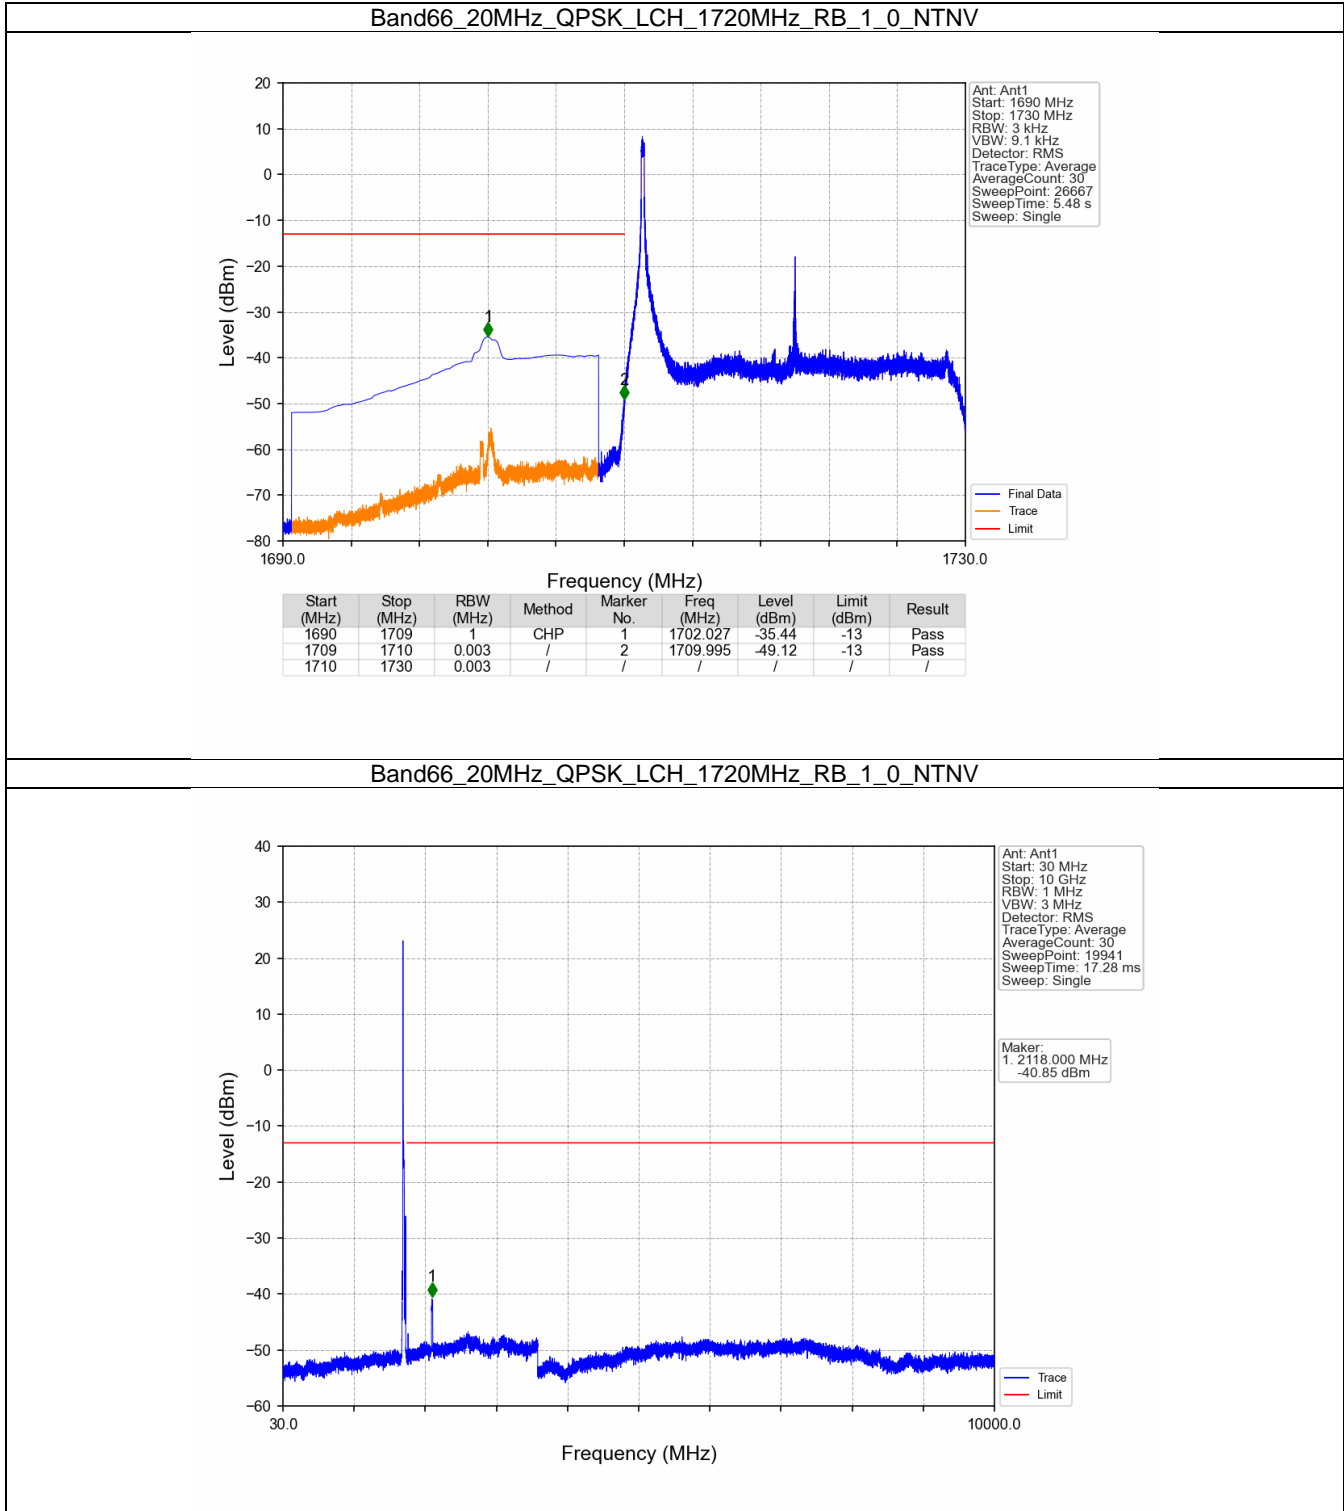 Band66_20MHz_QPSK_LCH_1720MHz_RB_1_0_NTNV
20
10
0
−10
−20
−30
−40
−50
−60
−70
−80
Level (dBm)
1
2
1690.0
1730.0
Frequency (MHz)
Ant: Ant1
Start: 1690 MHz
Stop: 1730 MHz
RBW: 3 kHz
VBW: 9.1 kHz
Detector: RMS
TraceType: Average
AverageCount: 30
SweepPoint: 26667
SweepTime: 5.48 s
Sweep: Single
Final Data
Trace
Limit
Start (MHz) Stop (MHz) RBW (MHz) Method Marker No. Freq (MHz) Level (dBm) Limit (dBm) Result
1690 1709 1 CHP 1 1702.027 -35.44 -13 Pass
1709 1710 0.003 / 2 1709.995 -49.12 -13 Pass
1710 1730 0.003 / / / / / /
Band66_20MHz_QPSK_LCH_1720MHz_RB_1_0_NTNV
40
30
20
10
0
−10
−20
−30
−40
−50
−60
Level (dBm)
1
30.0
10000.0
Frequency (MHz)
Ant: Ant1
Start: 30 MHz
Stop: 10 GHz
RBW: 1 MHz
VBW: 3 MHz
Detector: RMS
TraceType: Average
AverageCount: 30
SweepPoint: 19941
SweepTime: 17.28 ms
Sweep: Single
Maker:
1. 2118.000 MHz
-40.85 dBm
Trace
Limit